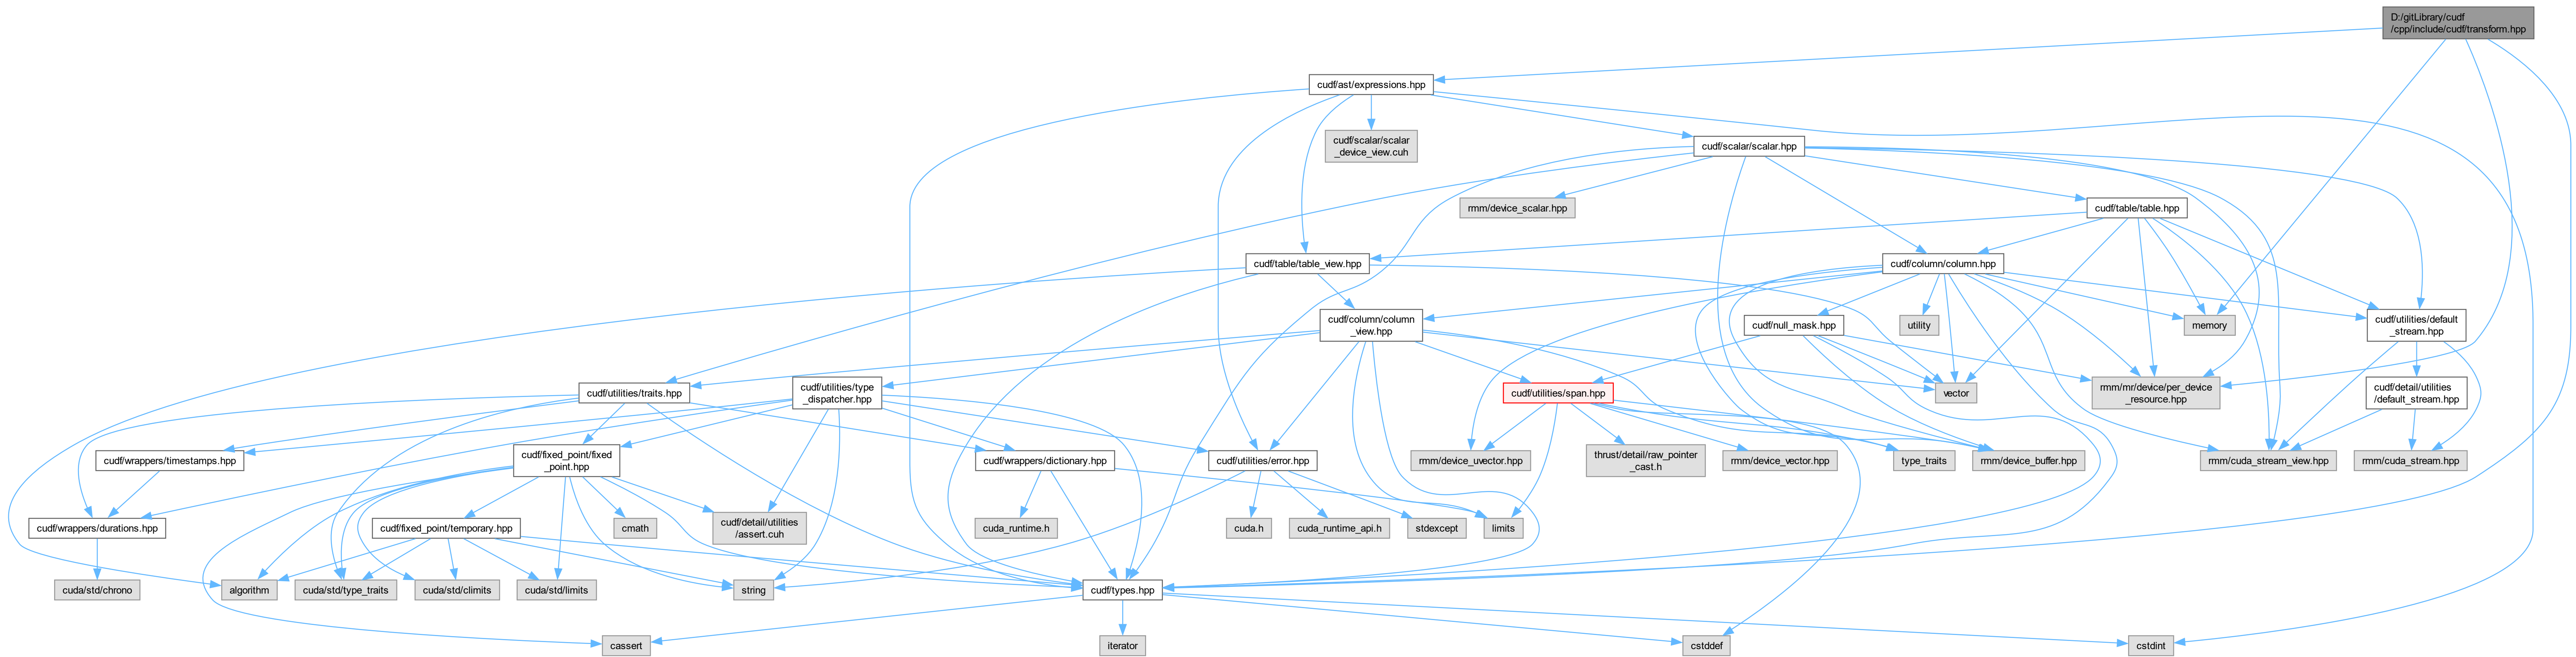 D:/gitLibrary/cudf
/cpp/include/cudf/transform.hpp
cudf/ast/expressions.hpp
cudf/scalar/scalar
_device_view.cuh
cudf/scalar/scalar.hpp
rmm/device_scalar.hpp
cudf/table/table.hpp
cudf/table/table_view.hpp
cudf/column/column.hpp
cudf/column/column
_view.hpp
cudf/null_mask.hpp
utility
memory
cudf/utilities/default
_stream.hpp
cudf/utilities/traits.hpp
cudf/utilities/type
_dispatcher.hpp
cudf/utilities/span.hpp
vector
rmm/mr/device/per_device
_resource.hpp
cudf/detail/utilities
/default_stream.hpp
cudf/wrappers/timestamps.hpp
cudf/fixed_point/fixed
_point.hpp
cudf/wrappers/dictionary.hpp
cudf/utilities/error.hpp
rmm/device_uvector.hpp
thrust/detail/raw_pointer
_cast.h
rmm/device_vector.hpp
type_traits
rmm/device_buffer.hpp
rmm/cuda_stream_view.hpp
rmm/cuda_stream.hpp
cudf/wrappers/durations.hpp
cudf/fixed_point/temporary.hpp
cmath
cudf/detail/utilities
/assert.cuh
cuda_runtime.h
cuda.h
cuda_runtime_api.h
stdexcept
limits
cuda/std/chrono
algorithm
cuda/std/type_traits
cuda/std/climits
cuda/std/limits
string
cudf/types.hpp
cassert
iterator
cstddef
cstdint